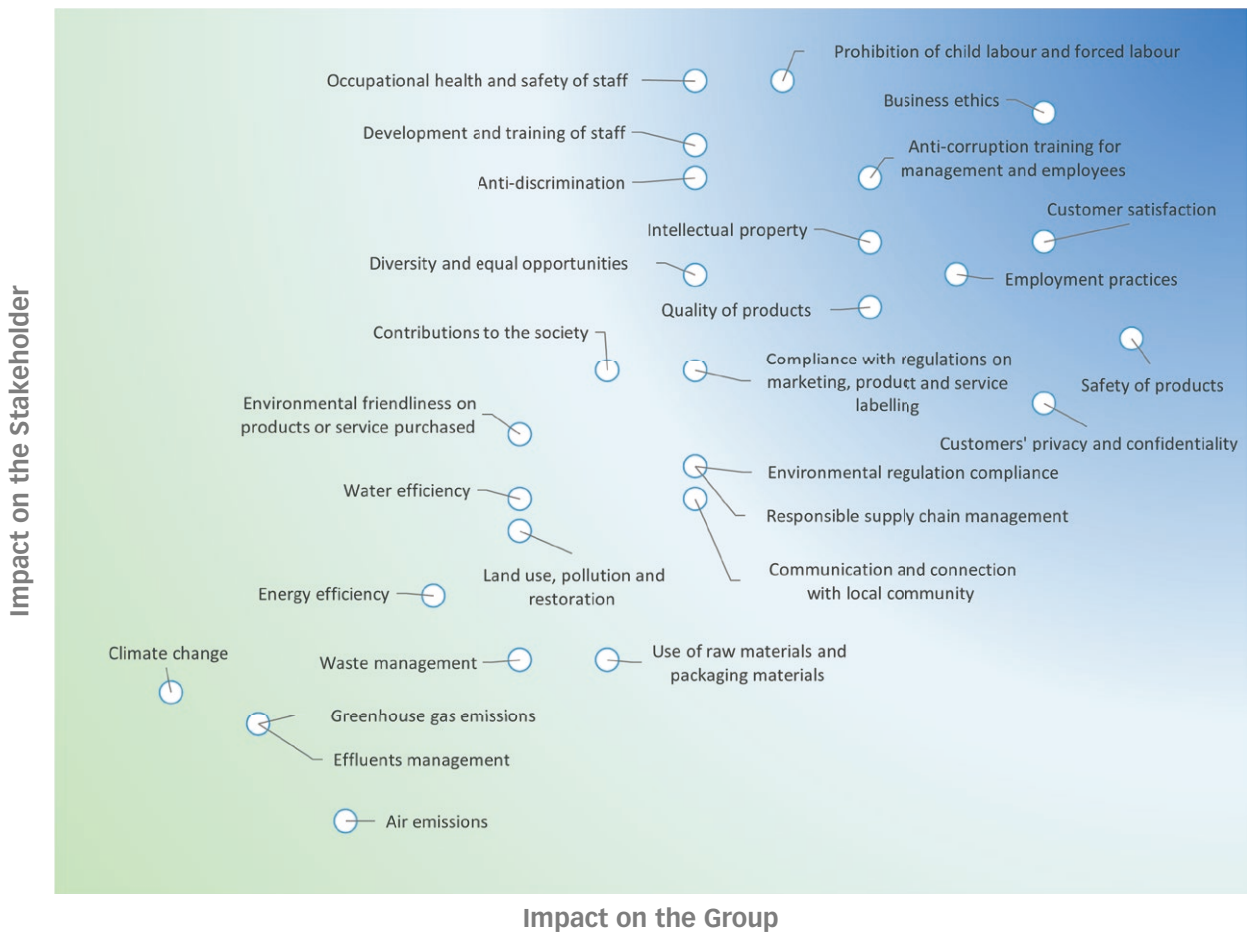 Prohibition of child labour and forced labour
Occupational health and safety of staff
Business ethics
Development and training of staff
Anti-corruption training for
management and employees
Anti-discrimination
Customer satisfaction
Intellectual property
Diversity and equal opportunities
Employment practices
Quality of products
Contributions to the society
Compliance with regulations on
marketing, product and service
labelling
Safety of products
Environmental friendliness on
products or service purchased
Customers' privacy and confidentiality
Environmental regulation compliance
Water efficiency
Responsible supply chain management
Land use, pollution and
restoration
Communication and connection
with local community
Energy efficiency
Climate change
Waste management
Use of raw materials and
packaging materials
Greenhouse gas emissions
Effluents management
Air emissions
Impact on the Stakeholder
Impact on the Group